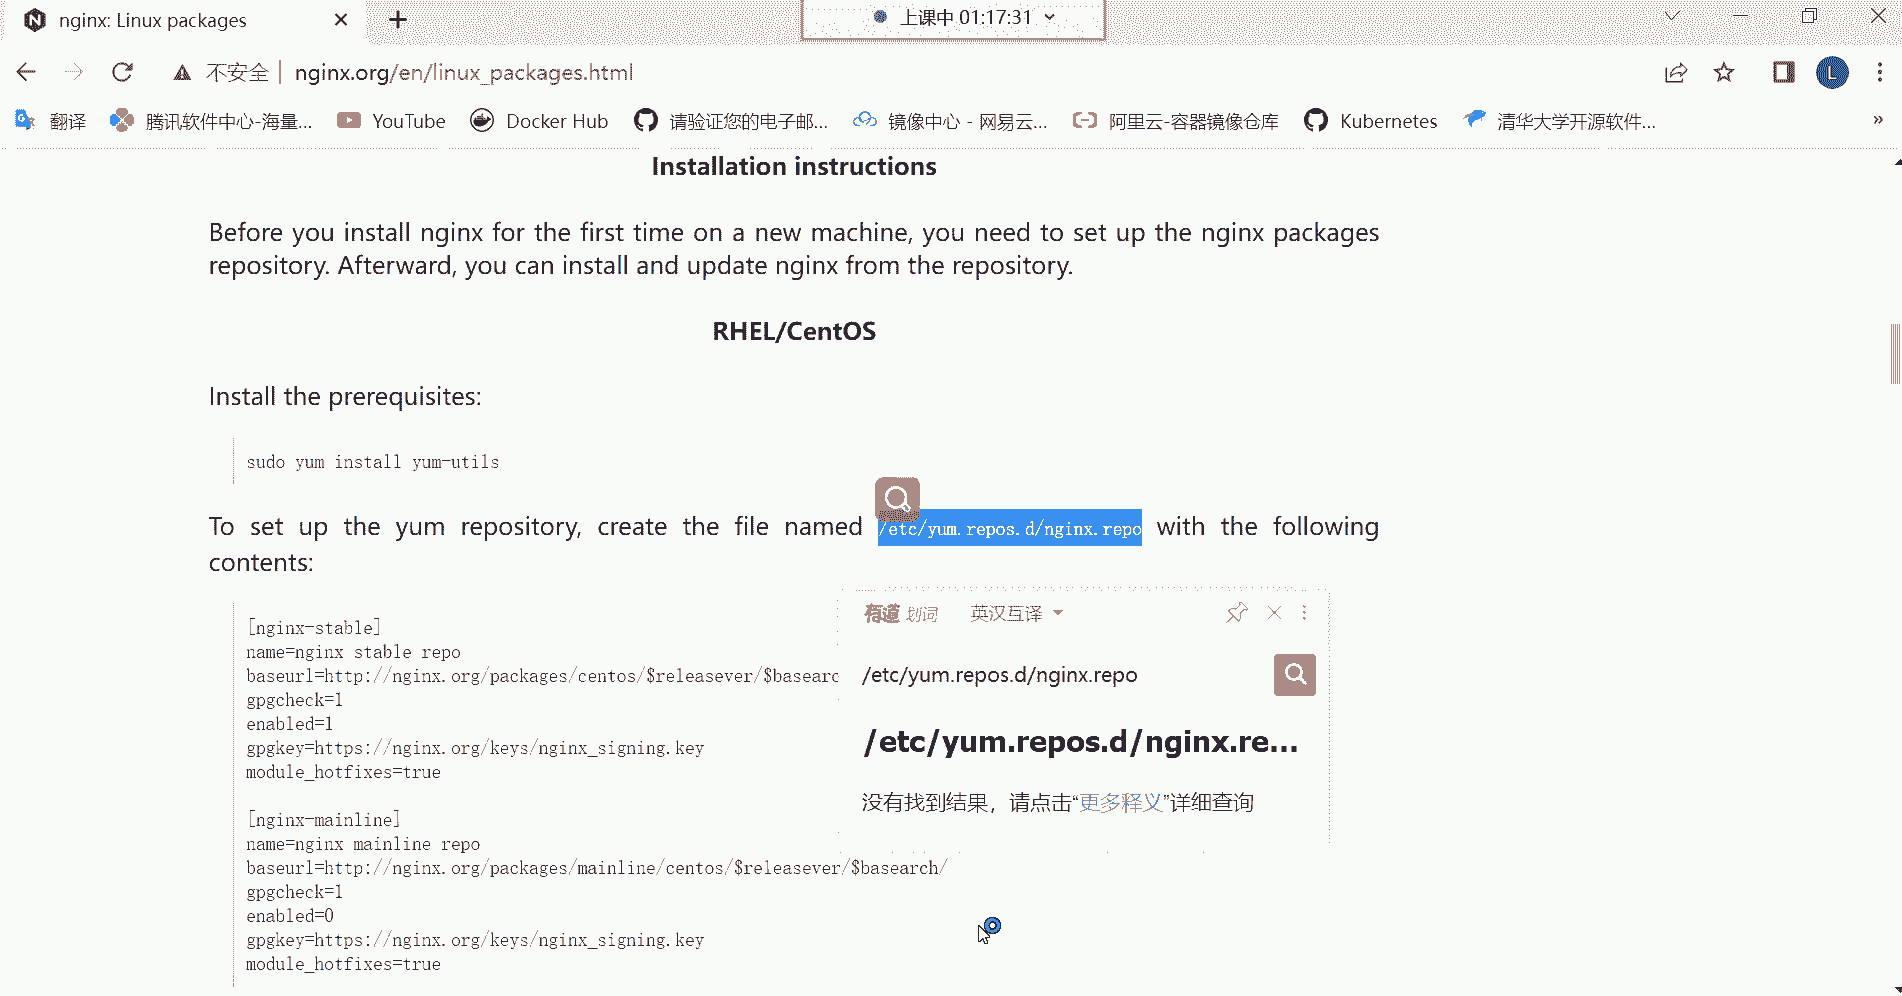 nginx: Linux packages
上课中 01:17:31
不安全 nginx.org/en/linux_packages.html
L
翻译 腾讯软件中心-海量... YouTube Docker Hub 请验证您的电子邮... 镜像中心 - 网易云... 阿里云-容器镜像仓库 Kubernetes 清华大学开源软件... »
Installation instructions
Before you install nginx for the first time on a new machine, you need to set up the nginx packages
repository. Afterward, you can install and update nginx from the repository.
RHEL/CentOS
Install the prerequisites:
sudo yum install yum-utils
To set up the yum repository, create the file named /etc/yum.repos.d/nginx.repo with the following
contents:
[nginx-stable]
name=nginx stable repo
baseurl=http://nginx.org/packages/centos/$releasever/$basearc
gpgcheck=1
enabled=1
gpgkey=https://nginx.org/keys/nginx_signing.key
module_hotfixes=true
[nginx-mainline]
name=nginx mainline repo
baseurl=http://nginx.org/packages/mainline/centos/$releasever/$basearch/
gpgcheck=1
enabled=0
gpgkey=https://nginx.org/keys/nginx_signing.key
module_hotfixes=true
有道 划词 英汉互译
/etc/yum.repos.d/nginx.repo
/etc/yum.repos.d/nginx.re...
没有找到结果，请点击“更多释义”详细查询